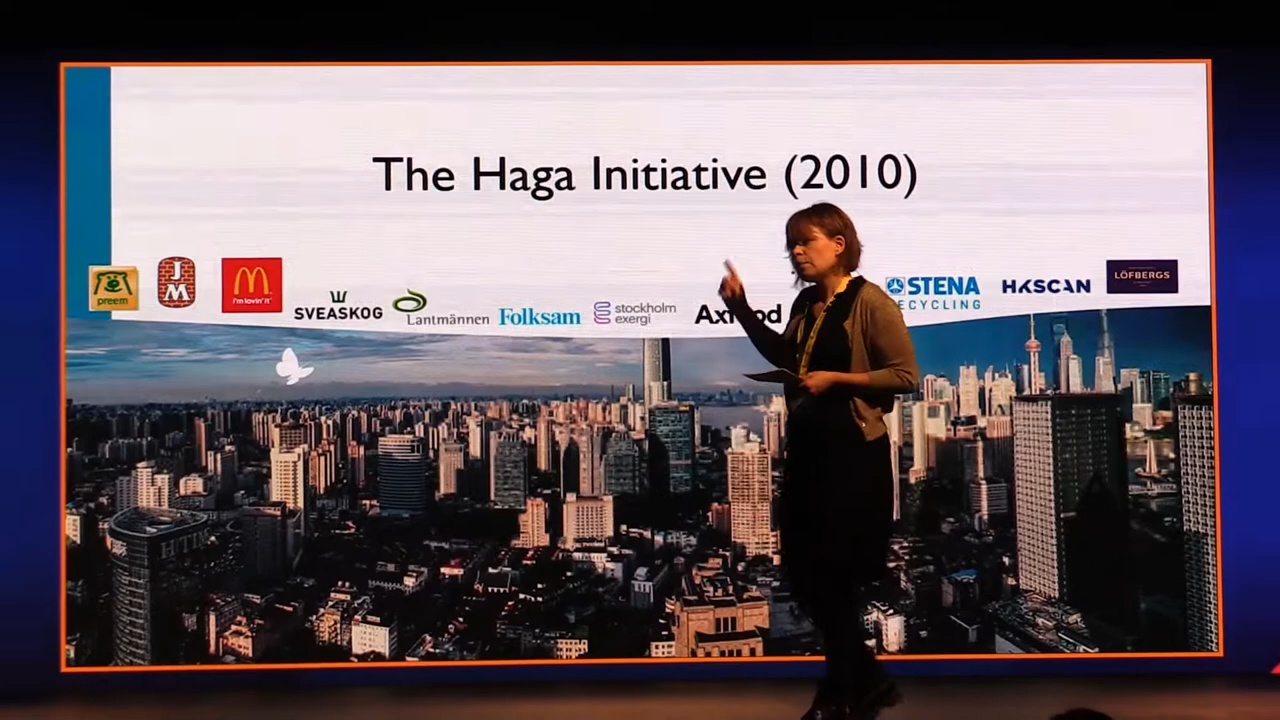 The Haga Initiative (2010)
preem
JM
i'm lovin' it
SVEASKOG
Lantmännen
Folksam
stockholm
exergi
STENA
RECYCLING
HKSCAN
LÖFBERGS